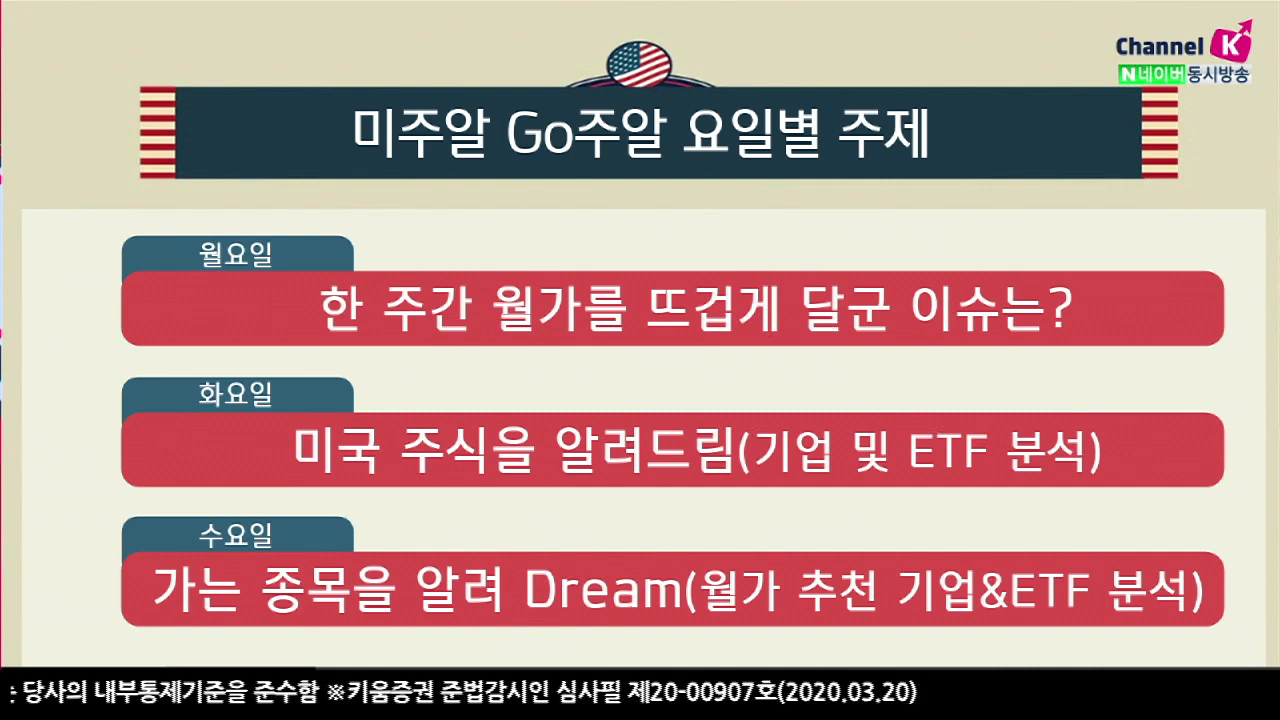 Channel K
N네이버 동시방송
미주알 Go주알 요일별 주제
월요일
한 주간 월가를 뜨겁게 달군 이슈는?
화요일
미국 주식을 알려드림(기업 및 ETF 분석)
수요일
가는 종목을 알려 Dream(월가 추천 기업&ETF 분석)
당사의 내부통제기준을 준수함 ※키움증권 준법감시인 심사필 제20-00907호(2020.03.20)